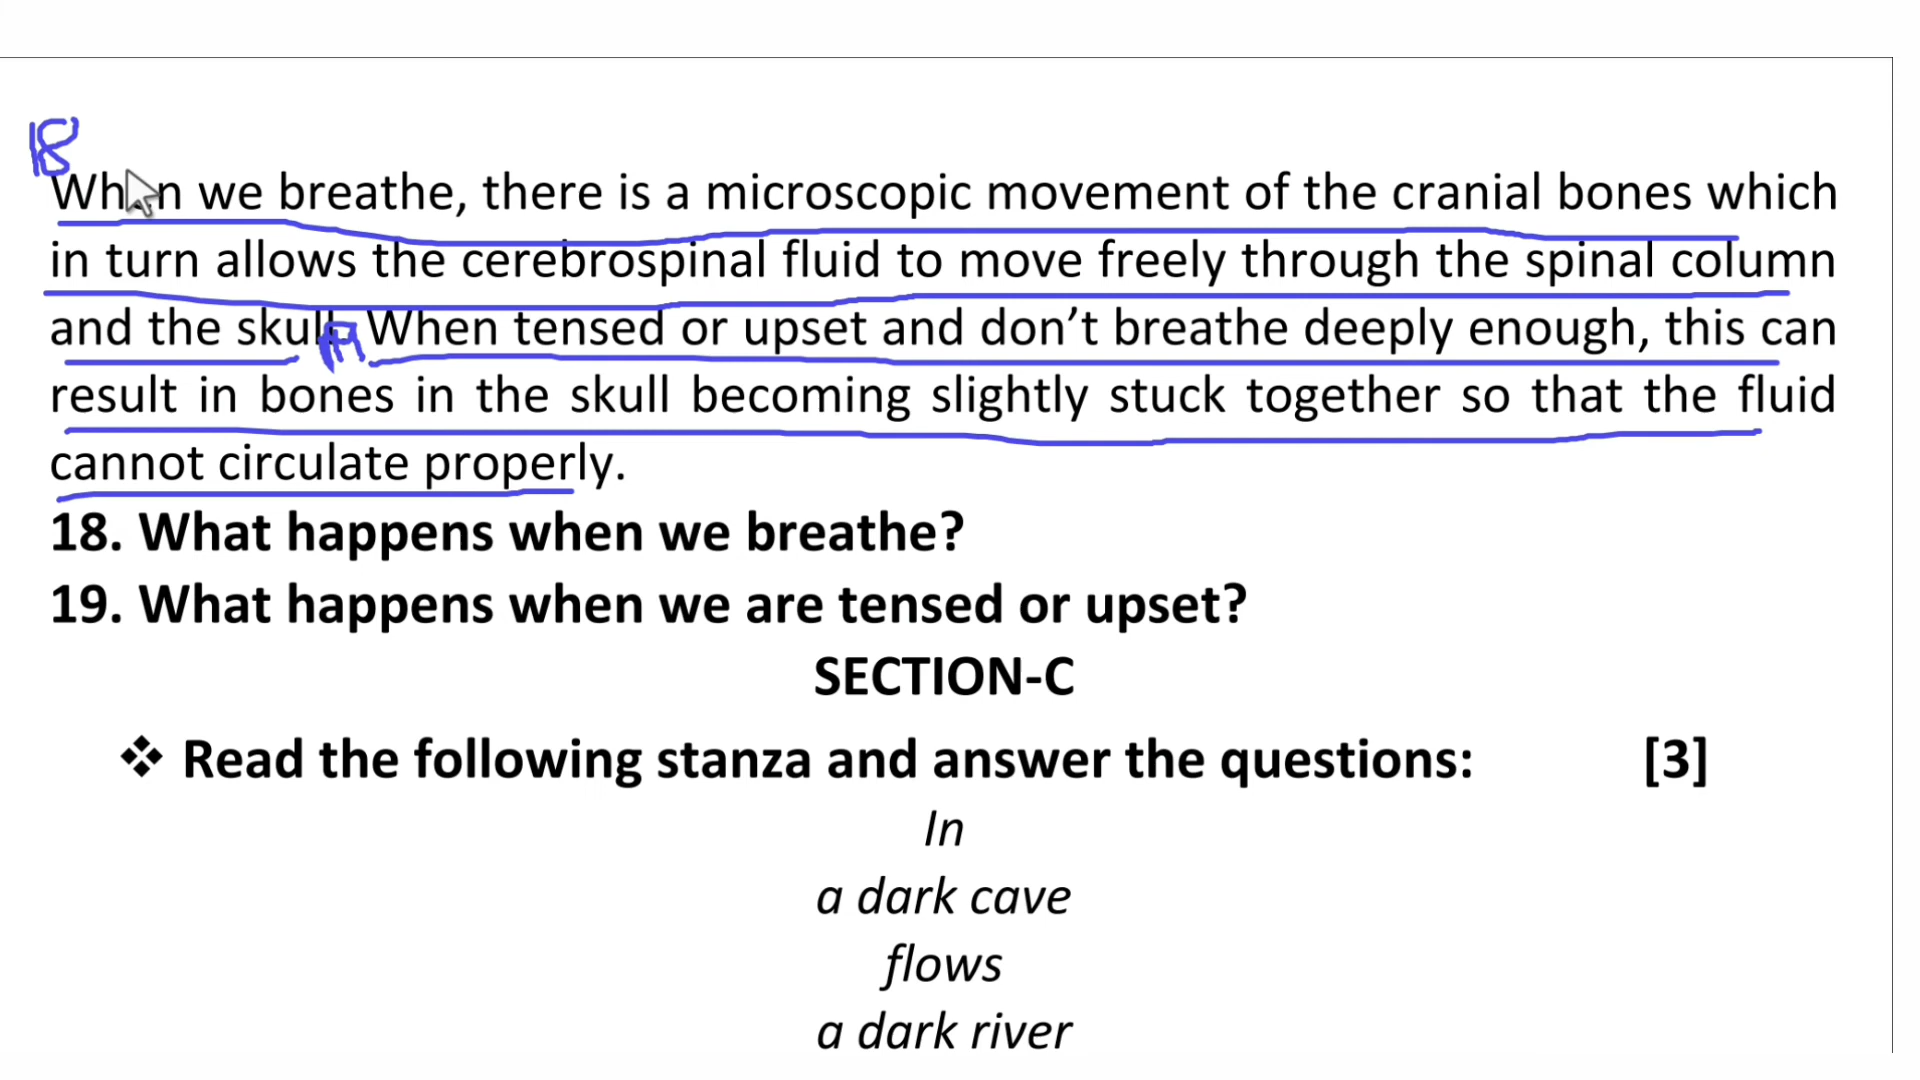 18
When we breathe, there is a microscopic movement of the cranial bones which
in turn allows the cerebrospinal fluid to move freely through the spinal column
and the skull. 19 When tensed or upset and don’t breathe deeply enough, this can
result in bones in the skull becoming slightly stuck together so that the fluid
cannot circulate properly.
18. What happens when we breathe?
19. What happens when we are tensed or upset?
SECTION-C
❖ Read the following stanza and answer the questions: [3]
In
a dark cave
flows
a dark river